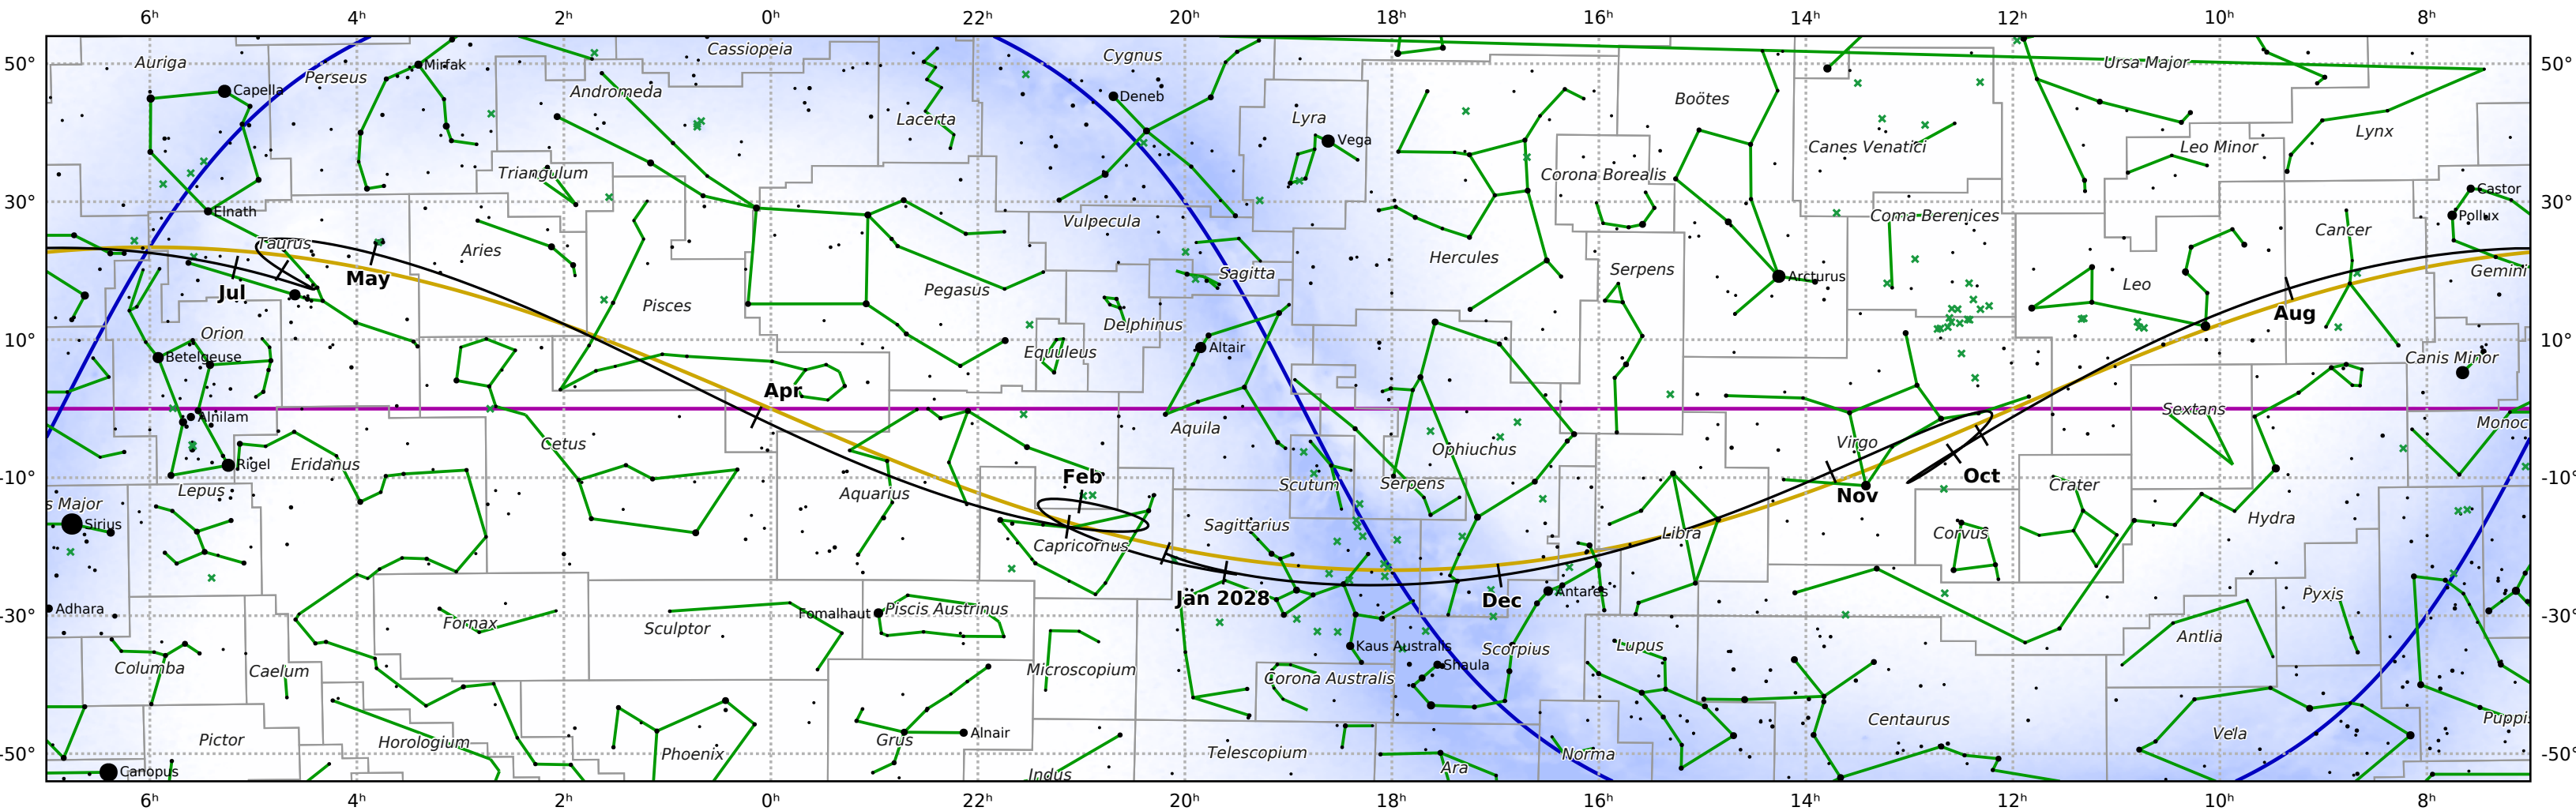 6ʰ 4ʰ 2ʰ 0ʰ 22ʰ 20ʰ 18ʰ 16ʰ 14ʰ 12ʰ 10ʰ 8ʰ
50° Auriga Perseus Mirfak Cassiopeia Cygnus Ursa Major 50°
Capella Andromeda Deneb Boötes
Lacerta Lyra Vega Canes Venatici Leo Minor Lynx
Triangulum Corona Borealis Castor
30° Elnath Vulpecula Coma Berenices Pollux 30°
Taurus Aries Hercules Cancer
May Pisces Pegasus Sagitta Serpens Arcturus Leo Gemini
Jul Aug
10° Orion Delphinus Altair 10°
Betelgeuse Equuleus Canis Minor
Apr
Alnilam Aquila Sextans
Cetus Ophiuchus Virgo Monoc
-10° Rigel Eridanus Feb Scutum Serpens Oct Crater -10°
Lepus Aquarius Nov
s Major Sirius Sagittarius Libra Corvus Hydra
Capricornus
Jan 2028 Dec Antares Pyxis
-30° Adhara Fornax Sculptor Fomalhaut Piscis Austrinus -30°
Kaus Australis Scorpius Lupus Antlia
Columba Caelum Microscopium Corona Australis Shaula
Pictor Horologium Phoenix Grus Alnair Telescopium Centaurus Vela Puppi
-50° Canopus Indus Ara Norma -50°
6ʰ 4ʰ 2ʰ 0ʰ 22ʰ 20ʰ 18ʰ 16ʰ 14ʰ 12ʰ 10ʰ 8ʰ